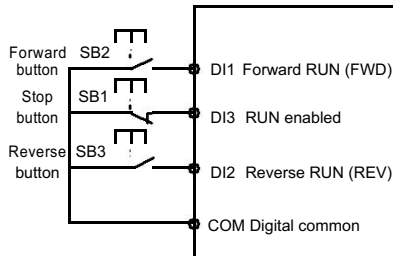 Forward button SB2 DI1 Forward RUN (FWD)
Stop button SB1 DI3 RUN enabled
Reverse button SB3 DI2 Reverse RUN (REV)
COM Digital common